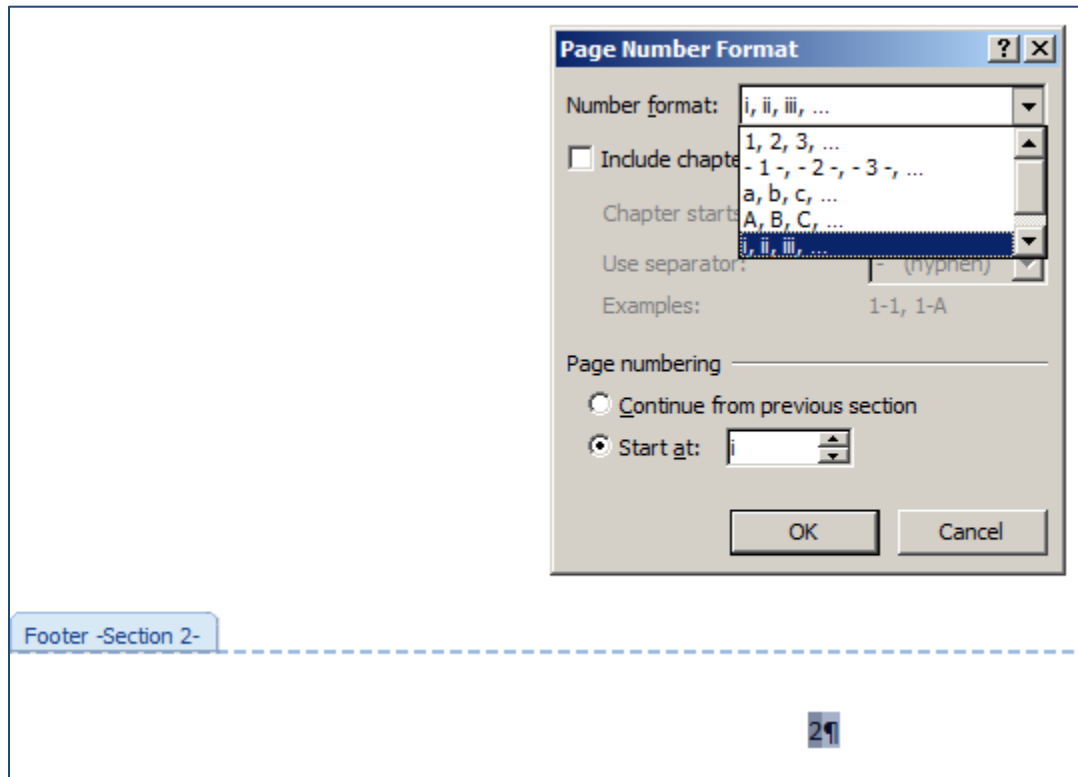 Page Number Format
Number format: i, ii, iii, ...
1, 2, 3, ...
Include chapte
- 1 -, - 2 -, - 3 -, ...
a, b, c, ...
Chapter starts
A, B, C, ...
i, ii, iii, ...
Use separator: - (hyphen)
Examples: 1-1, 1-A
Page numbering
Continue from previous section
Start at: i
OK Cancel
Footer -Section 2-
2¶